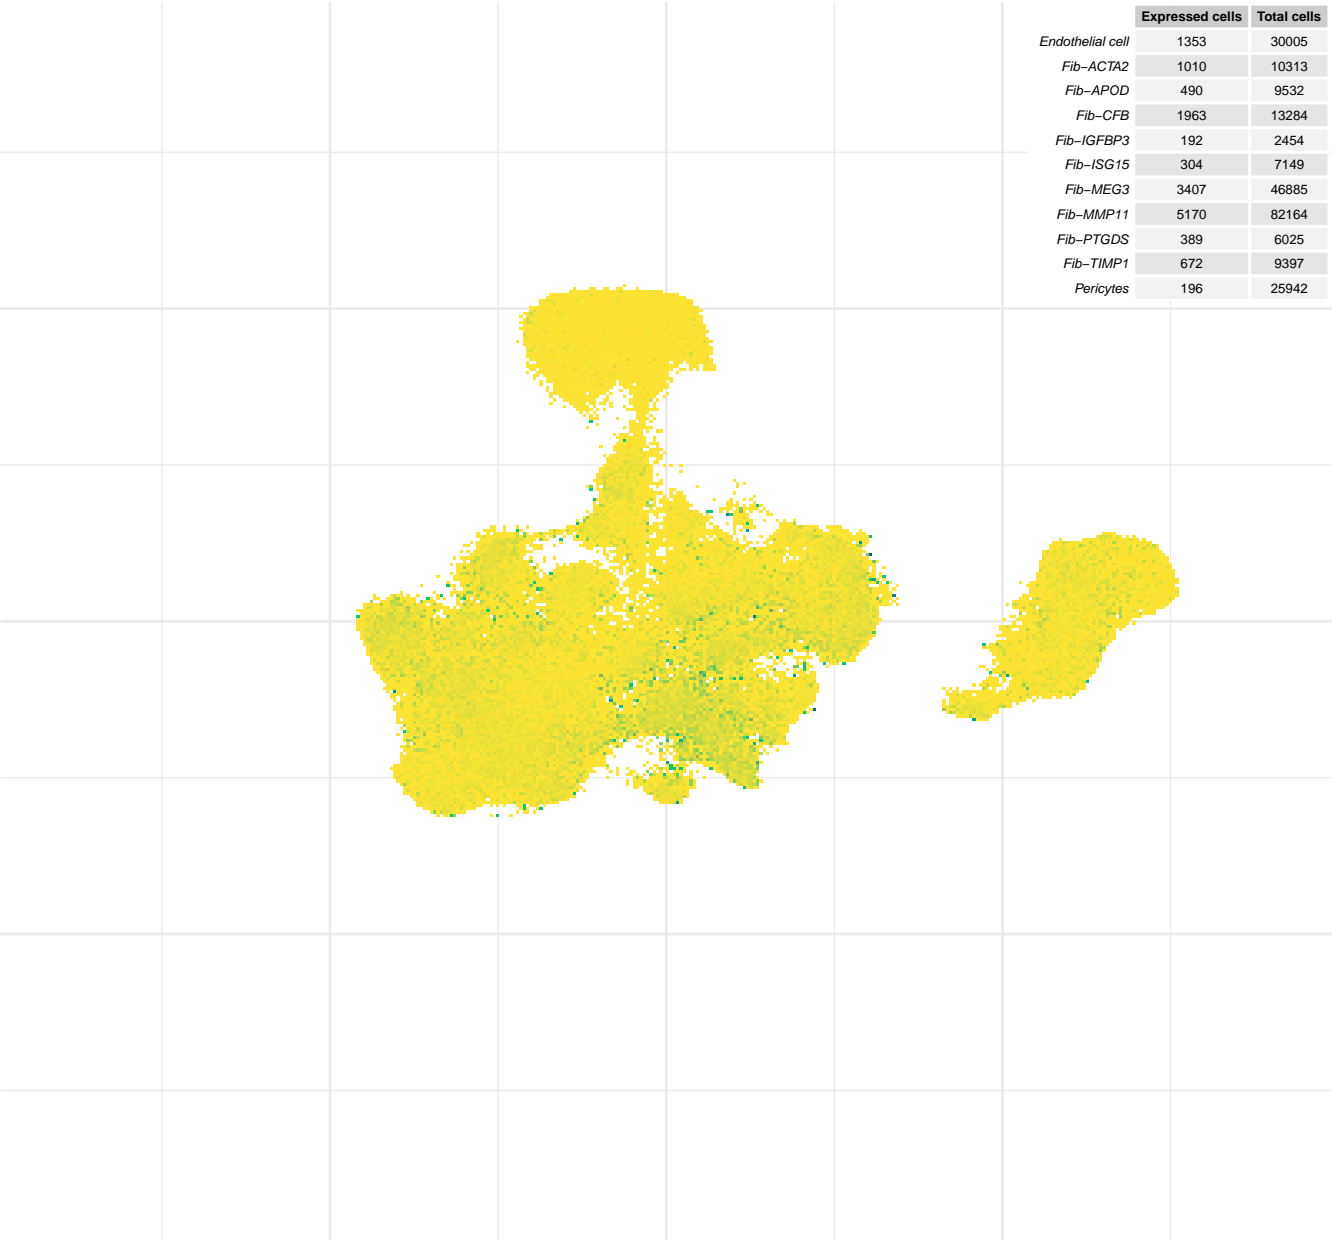 Expressed cells Total cells
Endothelial cell 1353 30005
Fib−ACTA2 1010 10313
Fib−APOD 490 9532
Fib−CFB 1963 13284
Fib−IGFBP3 192 2454
Fib−ISG15 304 7149
Fib−MEG3 3407 46885
Fib−MMP11 5170 82164
Fib−PTGDS 389 6025
Fib−TIMP1 672 9397
Pericytes 196 25942